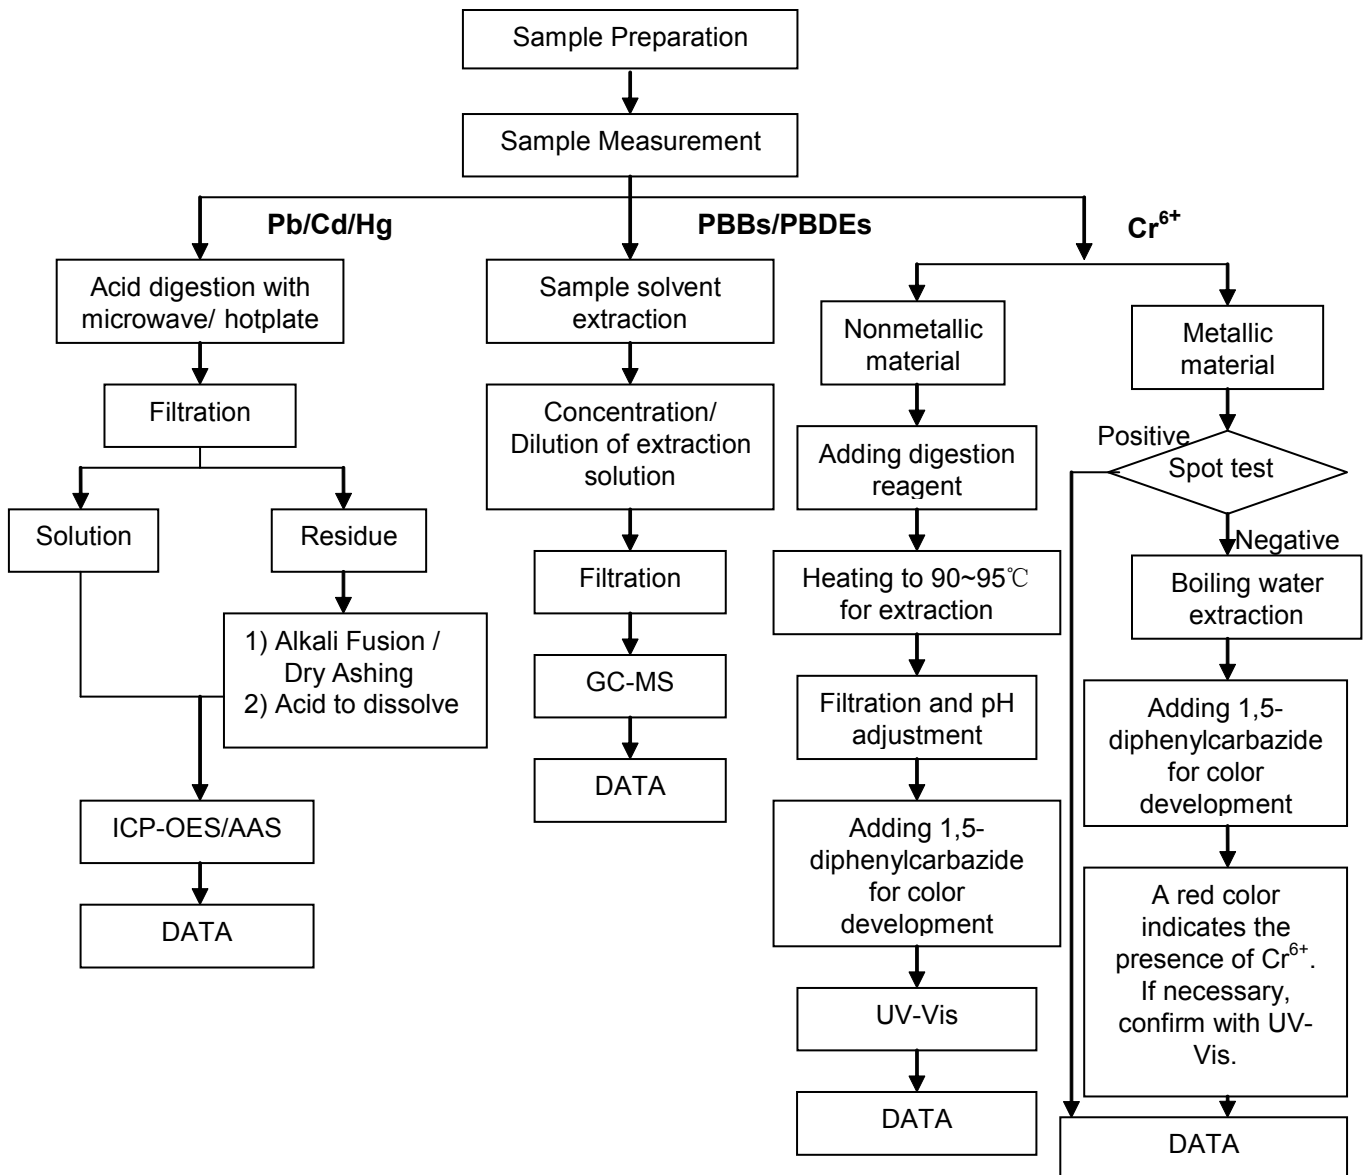 Sample Preparation
Sample Measurement
Pb/Cd/Hg
PBBs/PBDEs
Cr⁶⁺
Acid digestion with
microwave/ hotplate
Filtration
Solution
Residue
1) Alkali Fusion /
Dry Ashing
2) Acid to dissolve
ICP-OES/AAS
DATA
Sample solvent
extraction
Concentration/
Dilution of extraction
solution
Filtration
GC-MS
DATA
Nonmetallic
material
Adding digestion
reagent
Heating to 90~95℃
for extraction
Filtration and pH
adjustment
Adding 1,5-
diphenylcarbazide
for color
development
UV-Vis
DATA
Metallic
material
Positive
Spot test
Negative
Boiling water
extraction
Adding 1,5-
diphenylcarbazide
for color
development
A red color
indicates the
presence of Cr⁶⁺.
If necessary,
confirm with UV-
Vis.
DATA